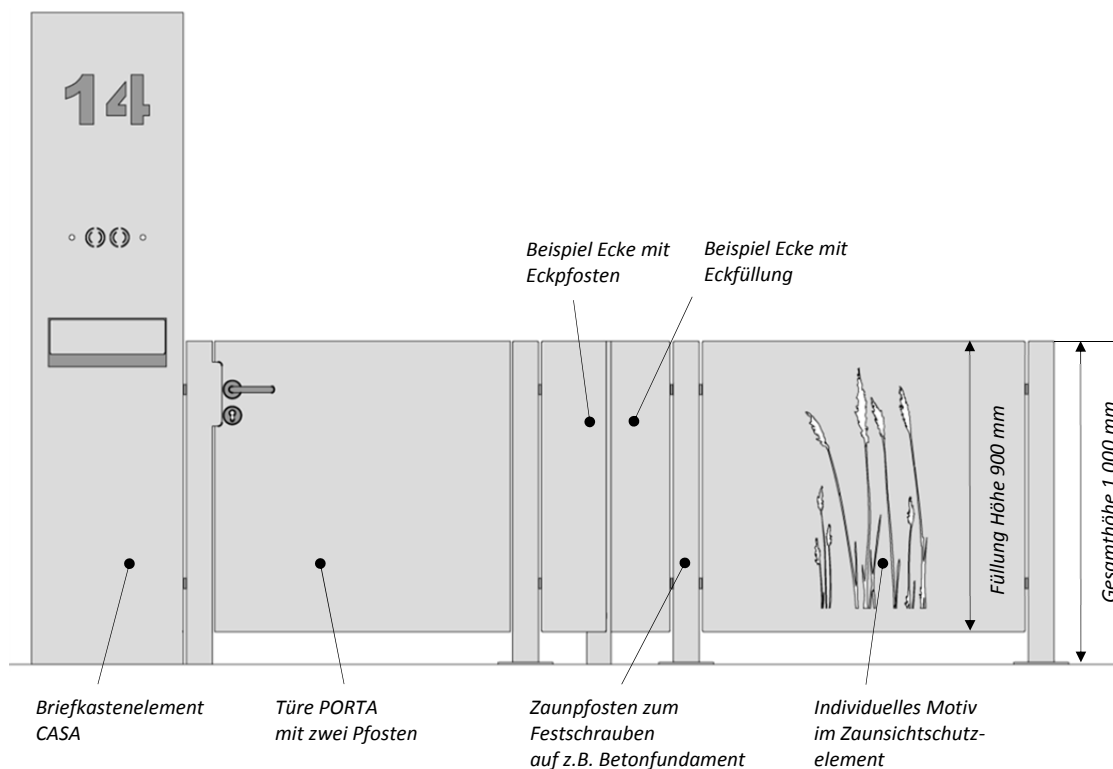 14
Beispiel Ecke mit
Eckpfosten
Beispiel Ecke mit
Eckfüllung
Füllung Höhe 900 mm
Gesamthöhe 1.000 mm
Briefkastenelement
CASA
Türe PORTA
mit zwei Pfosten
Zaunpfosten zum
Festschrauben
auf z.B. Betonfundament
Individuelles Motiv
im Zaunsichtschutz-
element